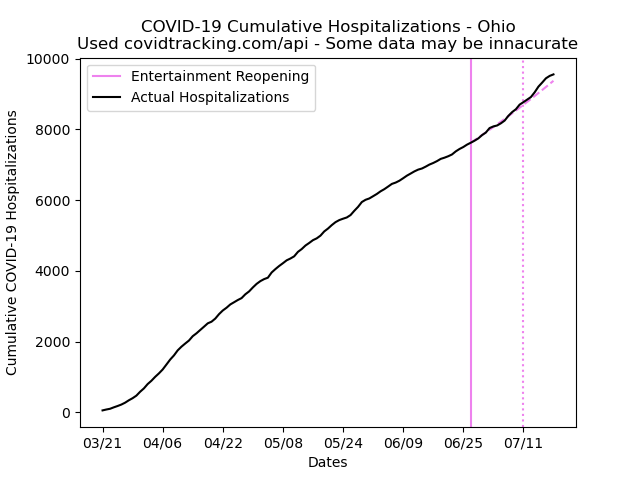 COVID-19 Cumulative Hospitalizations - Ohio
Used covidtracking.com/api - Some data may be innacurate
Entertainment Reopening
Actual Hospitalizations
Cumulative COVID-19 Hospitalizations
10000
8000
6000
4000
2000
0
03/21 04/06 04/22 05/08 05/24 06/09 06/25 07/11
Dates